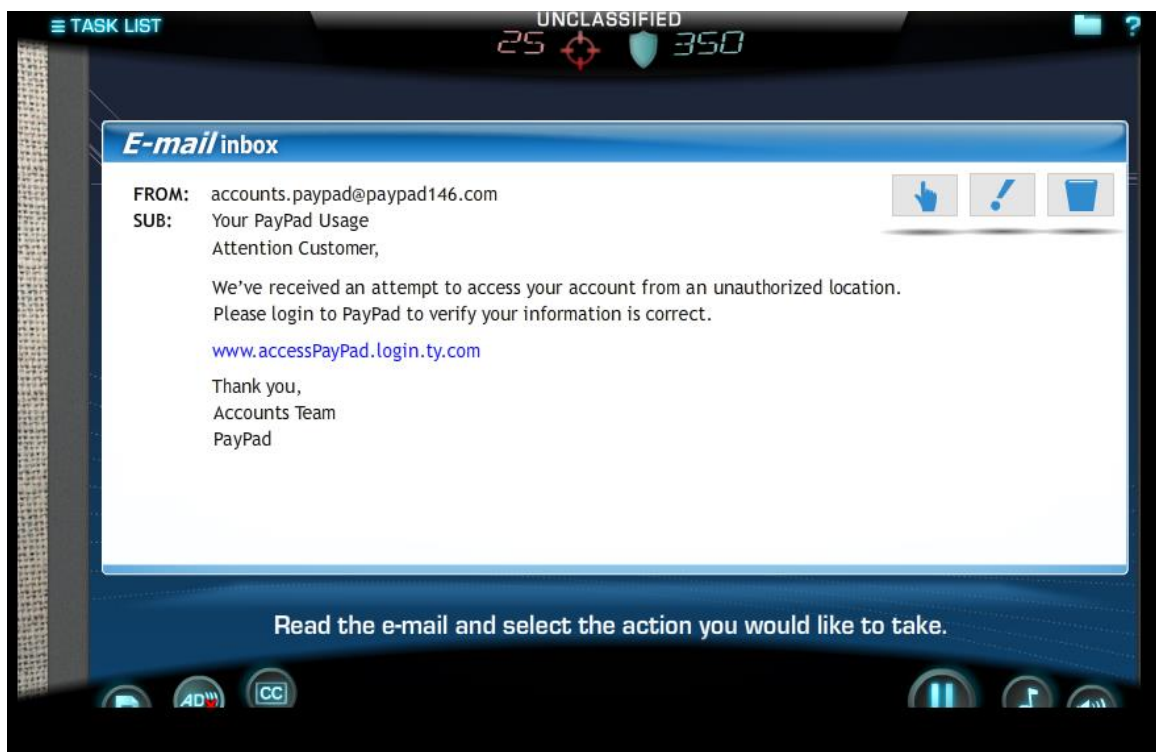 ≡ TASK LIST
UNCLASSIFIED
?
25 350
E-mail inbox
FROM: accounts.paypad@paypad146.com
SUB: Your PayPad Usage
Attention Customer,
We've received an attempt to access your account from an unauthorized location.
Please login to PayPad to verify your information is correct.
www.accessPayPad.login.ty.com
Thank you,
Accounts Team
PayPad
Read the e-mail and select the action you would like to take.
AD
CC